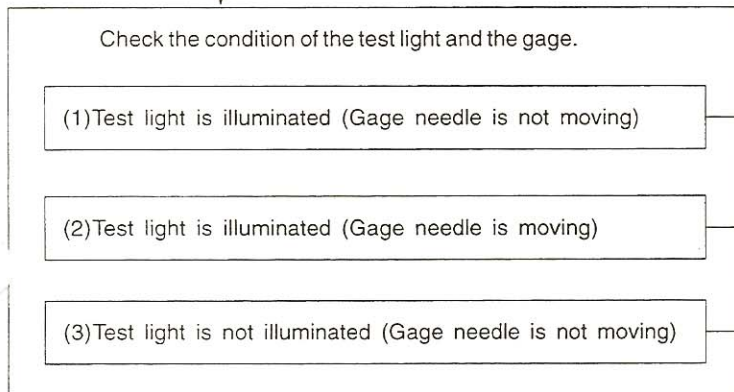 Check the condition of the test light and the gage.
(1)Test light is illuminated (Gage needle is not moving)
(2)Test light is illuminated (Gage needle is moving)
(3)Test light is not illuminated (Gage needle is not moving)